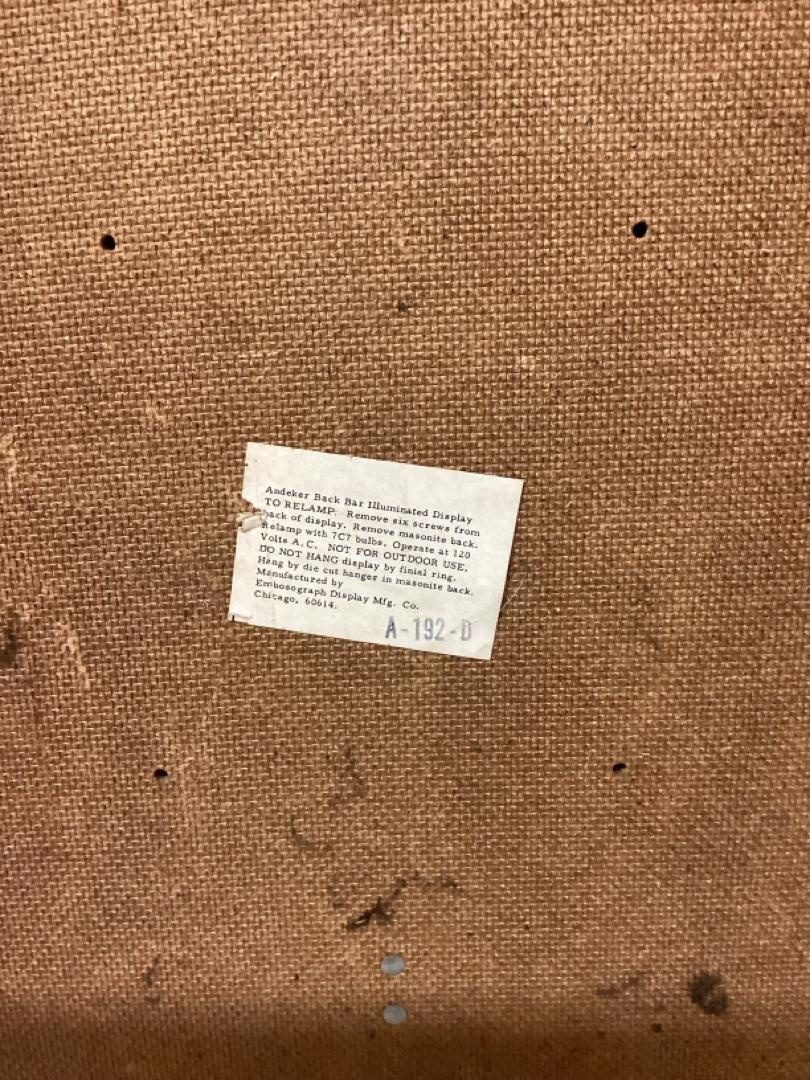 Andeker Back Bar Illuminated Display
TO RELAMP: Remove six screws from
back of display. Remove masonite back.
Relamp with 7C7 bulbs. Operate at 120
Volts A.C. NOT FOR OUTDOOR USE.
DO NOT HANG display by finial ring.
Hang by die cut hanger in masonite back.
Manufactured by
Embosograph Display Mfg. Co.
Chicago, 60614.
A-192-D